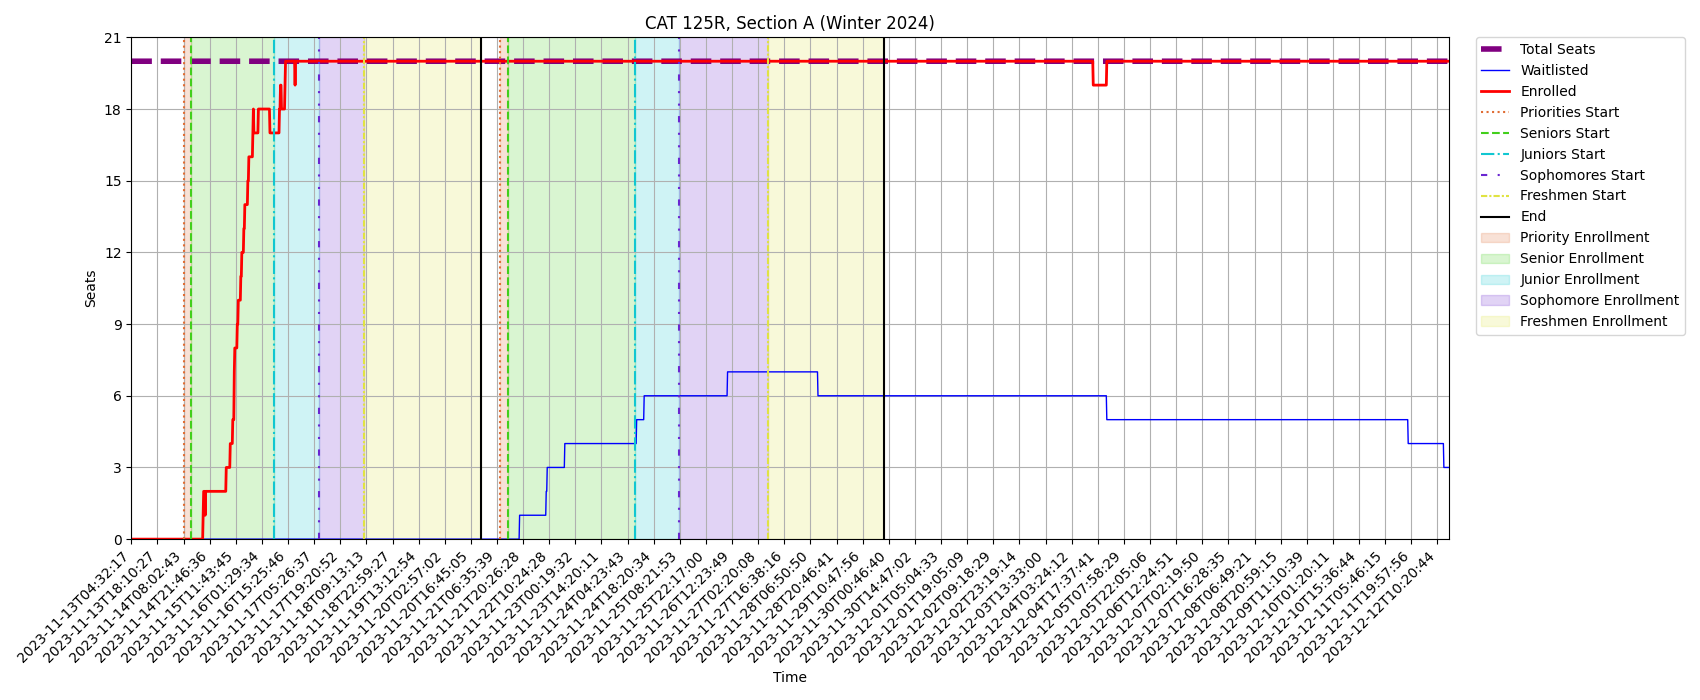 CAT 125R, Section A (Winter 2024)
21
18
15
12
9
6
3
0
Seats
2023-11-13T04:32:17
2023-11-13T18:10:27
2023-11-14T08:02:43
2023-11-14T21:46:36
2023-11-15T11:43:45
2023-11-16T01:29:34
2023-11-16T15:25:46
2023-11-17T05:26:37
2023-11-17T19:20:52
2023-11-18T09:13:13
2023-11-18T22:59:27
2023-11-19T13:12:54
2023-11-20T02:57:02
2023-11-20T16:45:05
2023-11-21T06:35:39
2023-11-21T20:26:28
2023-11-22T10:24:28
2023-11-23T00:19:32
2023-11-23T14:20:11
2023-11-24T04:23:43
2023-11-24T18:20:34
2023-11-25T08:21:53
2023-11-25T22:17:00
2023-11-26T12:23:49
2023-11-27T02:20:08
2023-11-27T16:38:16
2023-11-28T06:50:50
2023-11-28T20:46:41
2023-11-29T10:47:56
2023-11-30T00:46:40
2023-11-30T14:47:02
2023-12-01T05:04:33
2023-12-01T19:05:09
2023-12-02T09:18:29
2023-12-02T23:19:14
2023-12-03T13:33:00
2023-12-04T03:24:12
2023-12-04T17:37:41
2023-12-05T07:58:29
2023-12-05T22:05:06
2023-12-06T12:24:51
2023-12-07T02:19:50
2023-12-07T16:28:35
2023-12-08T06:49:21
2023-12-08T20:59:15
2023-12-09T11:10:39
2023-12-10T01:20:11
2023-12-10T15:36:44
2023-12-11T05:46:15
2023-12-11T19:57:56
2023-12-12T10:20:44
Time
Total Seats
Waitlisted
Enrolled
Priorities Start
Seniors Start
Juniors Start
Sophomores Start
Freshmen Start
End
Priority Enrollment
Senior Enrollment
Junior Enrollment
Sophomore Enrollment
Freshmen Enrollment